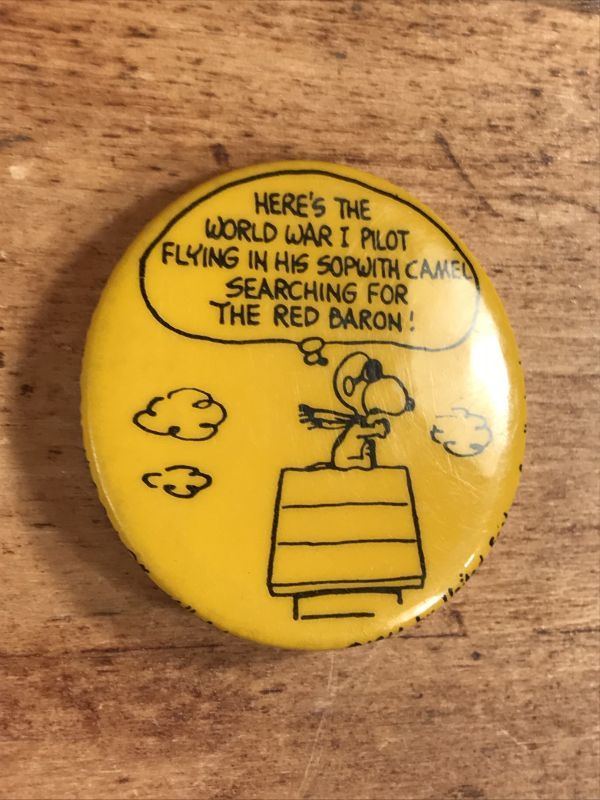 HERE'S THE
WORLD WAR I PILOT
FLYING IN HIS SOPWITH CAMEL
SEARCHING FOR
THE RED BARON!